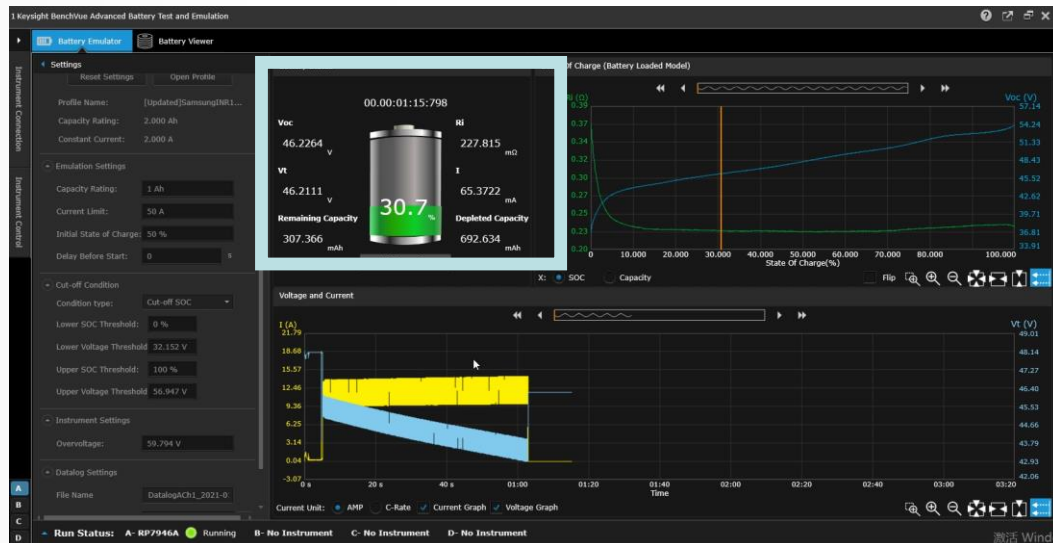 1 Keysight BenchVue Advanced Battery Test and Emulation
Battery Emulator
Battery Viewer
Instrument Connection
Instrument Control
Settings
Reset Settings
Open Profile
Profile Name: [Updated]SamsungINR1...
Capacity Rating: 2.000 Ah
Constant Current: 2.000 A
Emulation Settings
Capacity Rating: 1 Ah
Current Limit: 50 A
Initial State of Charge: 50 %
Delay Before Start: 0 s
Cut-off Condition
Condition type: Cut-off SOC
Lower SOC Threshold: 0 %
Lower Voltage Threshold 32.152 V
Upper SOC Threshold: 100 %
Upper Voltage Threshold 56.947 V
Instrument Settings
Overvoltage: 59.794 V
Datalog Settings
File Name DatalogACh1_2021-0
A
B
C
D
00.00:01:15:798
Voc
46.2264 V
Ri
227.815 mΩ
Vt
46.2111 V
I
65.3722 mA
30.7 %
Remaining Capacity
307.366 mAh
Depleted Capacity
692.634 mAh
Of Charge (Battery Loaded Model)
Ri (Ω)
Voc (V)
0.39
0.37
0.34
0.32
0.30
0.27
0.25
0.23
0.20
57.14
54.24
51.33
48.43
45.52
42.62
39.71
36.81
33.91
0 10.000 20.000 30.000 40.000 50.000 60.000 70.000 80.000 100.000
State Of Charge(%)
X: SOC Capacity
Flip
Voltage and Current
I (A)
Vt (V)
21.79
18.68
15.57
12.46
9.36
6.25
3.14
0.04
-3.07
49.01
48.14
47.27
46.40
45.53
44.66
43.79
42.93
42.06
0 s 20 s 40 s 01:00 01:20 01:40 02:00 02:20 02:40 03:00 03:20
Time
Current Unit: AMP C-Rate Current Graph Voltage Graph
Run Status: A- RP7946A Running B- No Instrument C- No Instrument D- No Instrument
激活 Wind